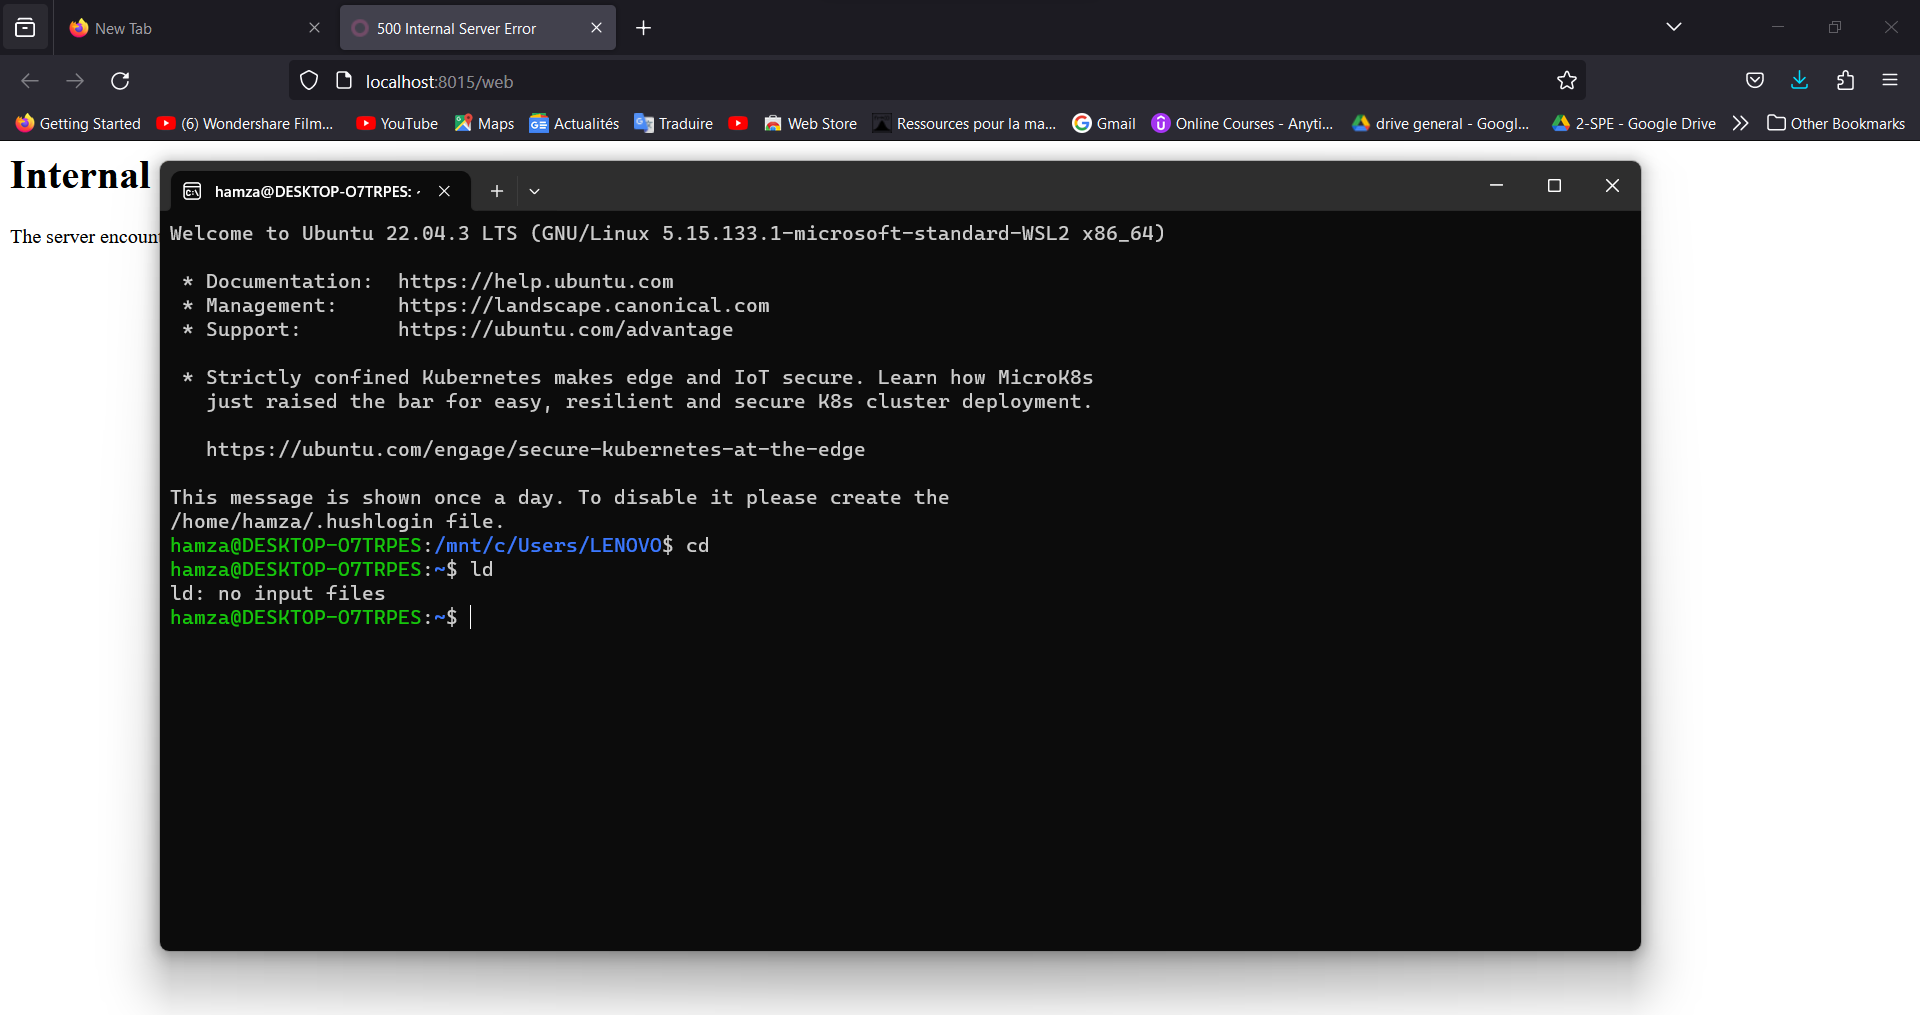 New Tab
500 Internal Server Error
localhost:8015/web
Getting Started
(6) Wondershare Film...
YouTube
Maps
Actualités
Traduire
Web Store
Ressources pour la ma...
Gmail
Online Courses - Anyti...
drive general - Googl...
2-SPE - Google Drive
Other Bookmarks
Internal
The server encoun
hamza@DESKTOP-O7TRPES:
Welcome to Ubuntu 22.04.3 LTS (GNU/Linux 5.15.133.1-microsoft-standard-WSL2 x86_64)
* Documentation: https://help.ubuntu.com
* Management: https://landscape.canonical.com
* Support: https://ubuntu.com/advantage
* Strictly confined Kubernetes makes edge and IoT secure. Learn how MicroK8s
just raised the bar for easy, resilient and secure K8s cluster deployment.
https://ubuntu.com/engage/secure-kubernetes-at-the-edge
This message is shown once a day. To disable it please create the
/home/hamza/.hushlogin file.
hamza@DESKTOP-O7TRPES:/mnt/c/Users/LENOVO$ cd
hamza@DESKTOP-O7TRPES:~$ ld
ld: no input files
hamza@DESKTOP-O7TRPES:~$